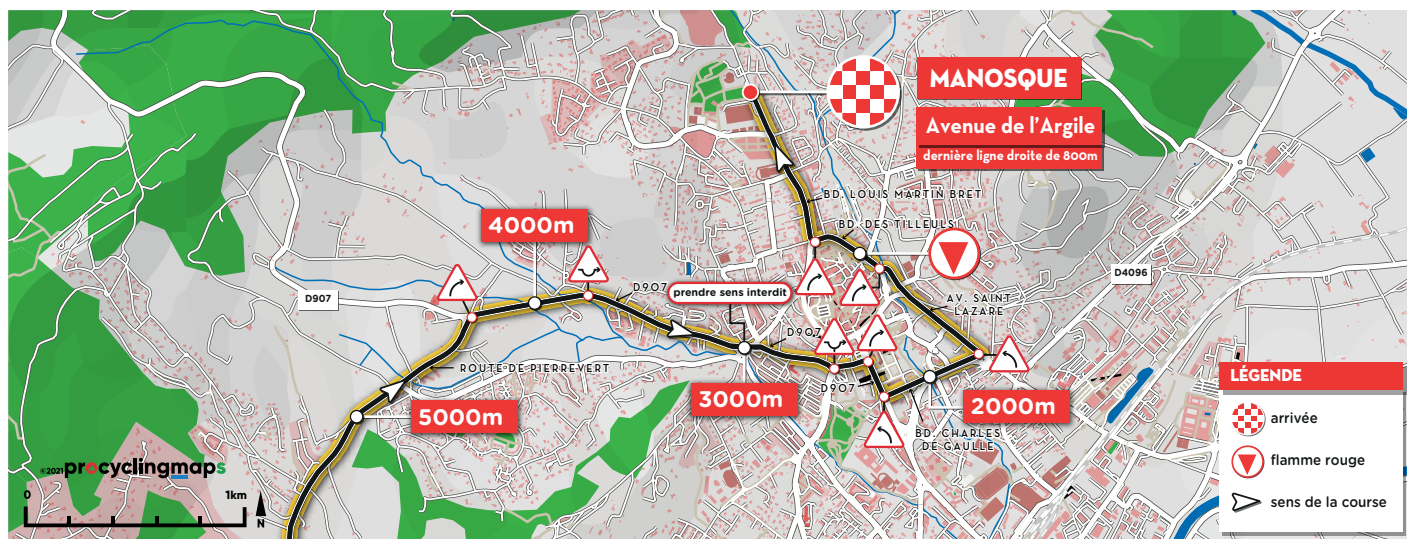 MANOSQUE
Avenue de l'Argile
dernière ligne droite de 800m
BD. LOUIS MARTIN BRET
4000m
BD. DES TILLEULS
D4096
D907
D907
prendre sens interdit
AV. SAINT
LAZARE
D907
ROUTE DE PIERREVERT
D907
3000m
2000m
5000m
BD. CHARLES
DE GAULLE
LÉGENDE
arrivée
flamme rouge
sens de la course
©2021 procyclingmaps
0
1km
N